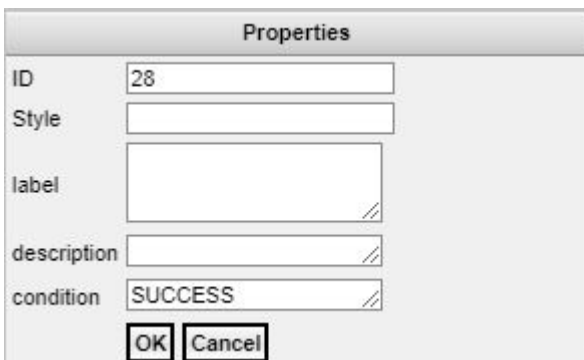 Properties
ID 28
Style
label
description
condition SUCCESS
OK Cancel